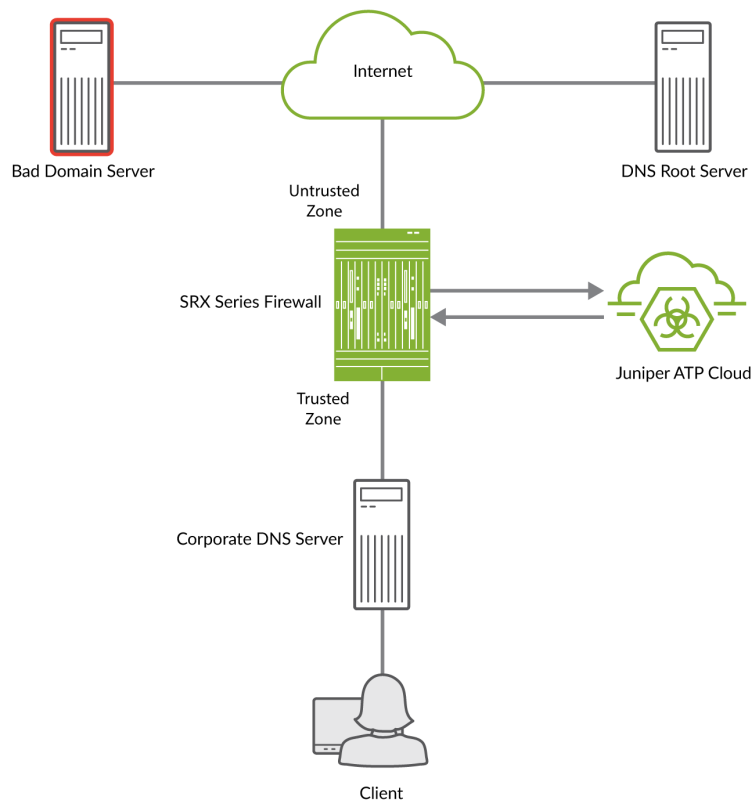 Internet
Bad Domain Server
DNS Root Server
Untrusted
Zone
SRX Series Firewall
Juniper ATP Cloud
Trusted
Zone
Corporate DNS Server
Client